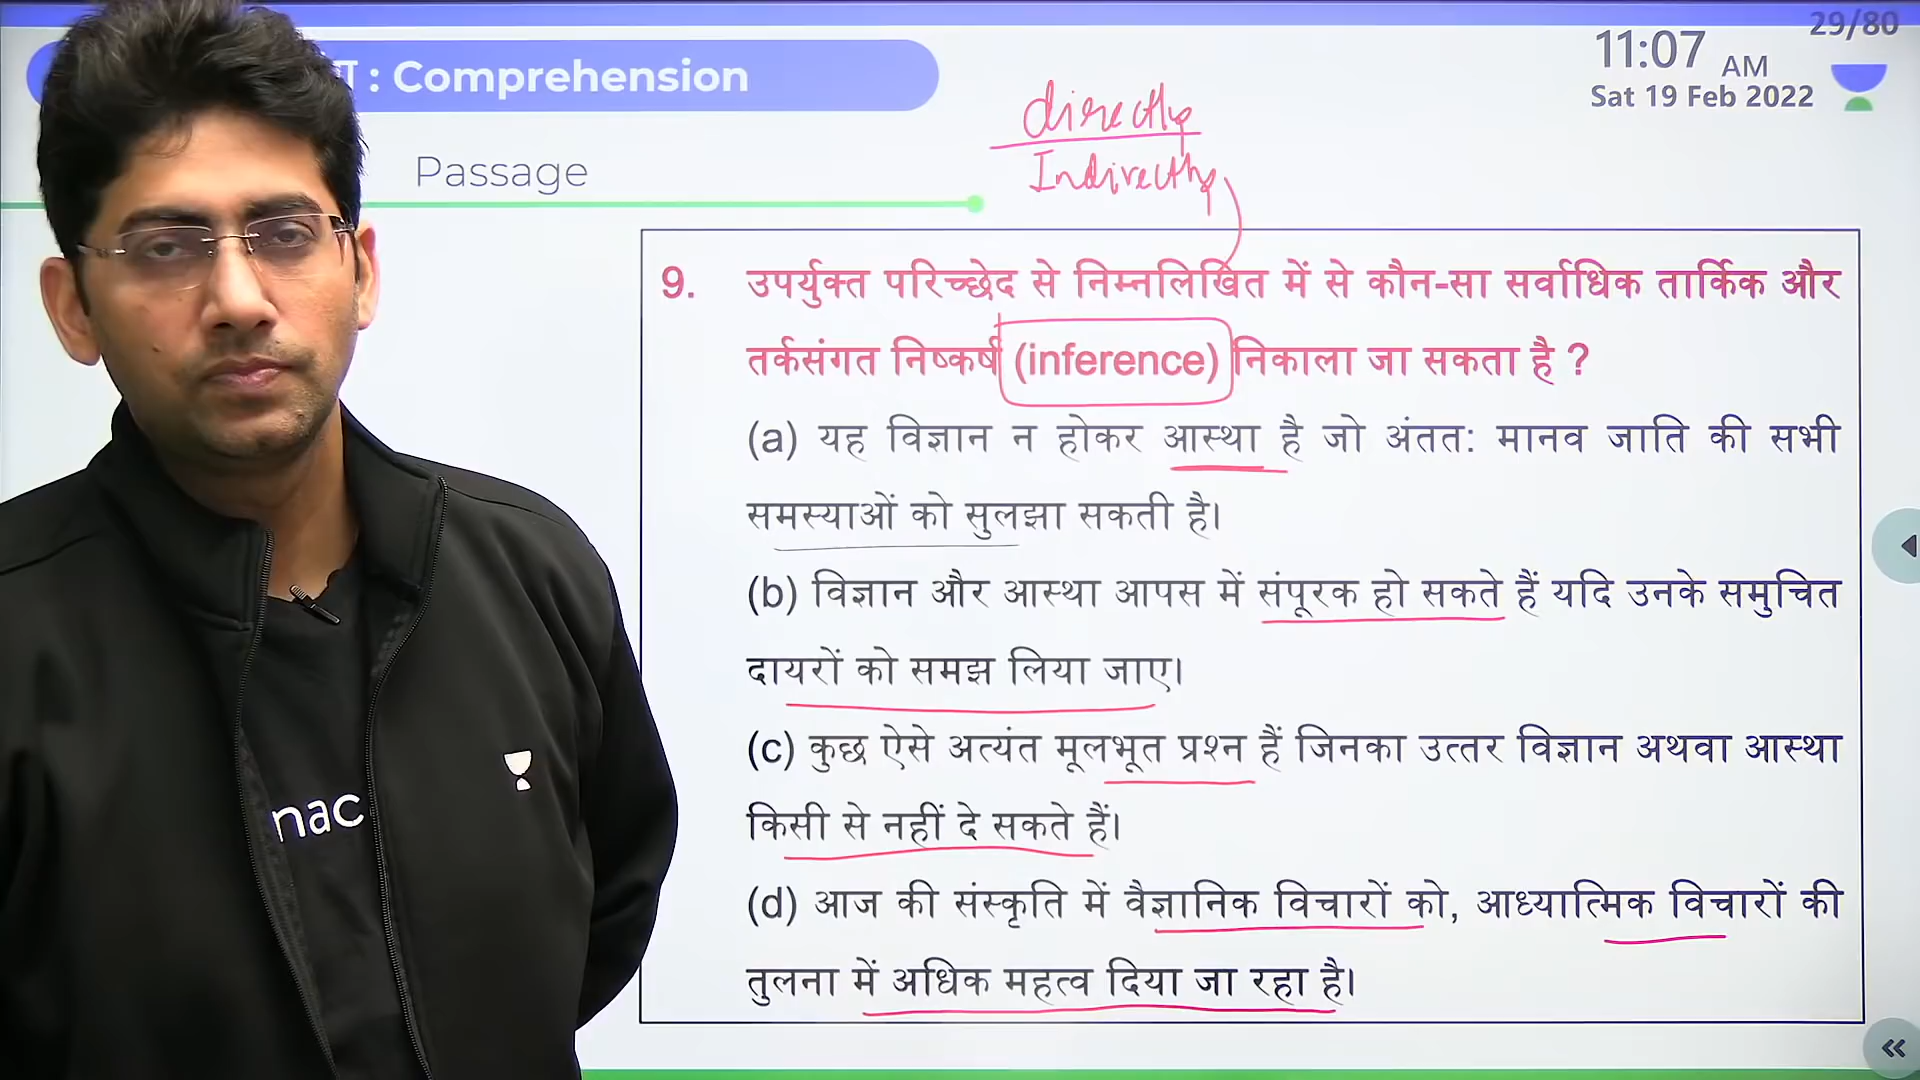 29/80
11:07 AM
Sat 19 Feb 2022
: Comprehension
directly
Indirectly
Passage
9. उपर्युक्त परिच्छेद से निम्नलिखित में से कौन-सा सर्वाधिक तार्किक और
तर्कसंगत निष्कर्ष (inference) निकाला जा सकता है ?
(a) यह विज्ञान न होकर आस्था है जो अंततः मानव जाति की सभी
समस्याओं को सुलझा सकती है।
(b) विज्ञान और आस्था आपस में संपूरक हो सकते हैं यदि उनके समुचित
दायरों को समझ लिया जाए।
(c) कुछ ऐसे अत्यंत मूलभूत प्रश्न हैं जिनका उत्तर विज्ञान अथवा आस्था
किसी से नहीं दे सकते हैं।
(d) आज की संस्कृति में वैज्ञानिक विचारों को, आध्यात्मिक विचारों की
तुलना में अधिक महत्व दिया जा रहा है।
nac